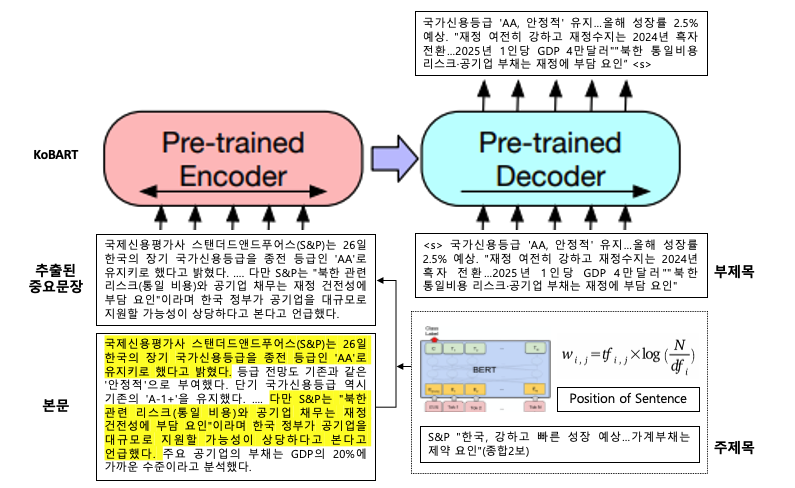 국가신용등급 'AA, 안정적' 유지...올해 성장률 2.5%
예상. "재정 여전히 강하고 재정수지는 2024년 흑자
전환...2025년 1인당 GDP 4만달러""북한 통일비용
리스크·공기업 부채는 재정에 부담 요인" <s>
KoBART
Pre-trained
Encoder
Pre-trained
Decoder
추출된
중요문장
국제신용평가사 스탠더드앤드푸어스(S&P)는 26일
한국의 장기 국가신용등급을 종전 등급인 'AA'로
유지키로 했다고 밝혔다. .... 다만 S&P는 "북한 관련
리스크(통일 비용)와 공기업 채무는 재정 건전성에
부담 요인"이라며 한국 정부가 공기업을 대규모로
지원할 가능성이 상당하다고 본다고 언급했다.
<s> 국가신용등급 'AA, 안정적' 유지...올해 성장률
2.5% 예상. "재정 여전히 강하고 재정수지는 2024년
흑자 전환...2025년 1인당 GDP 4만달러""북한
통일비용 리스크·공기업 부채는 재정에 부담 요인"
부제목
본문
국제신용평가사 스탠더드앤드푸어스(S&P)는 26일
한국의 장기 국가신용등급을 종전 등급인 'AA'로
유지키로 했다고 밝혔다. 등급 전망도 기존과 같은
'안정적'으로 부여했다. 단기 국가신용등급 역시
기존의 'A-1+'을 유지했다. .... 다만 S&P는 "북한
관련 리스크(통일 비용)와 공기업 채무는 재정
건전성에 부담 요인"이라며 한국 정부가 공기업을
대규모로 지원할 가능성이 상당하다고 본다고
언급했다. 주요 공기업의 부채는 GDP의 20%에
가까운 수준이라고 분석했다.
Class
Label
C T₁ T₂ ... T_N
BERT
E[CLS] E₁ E₂ ... E_N
[CLS] Tok 1 Tok 2 ... Tok N
w i,j = tf i,j × log (N / df i)
Position of Sentence
S&P "한국, 강하고 빠른 성장 예상...가계부채는
제약 요인"(종합2보)
주제목